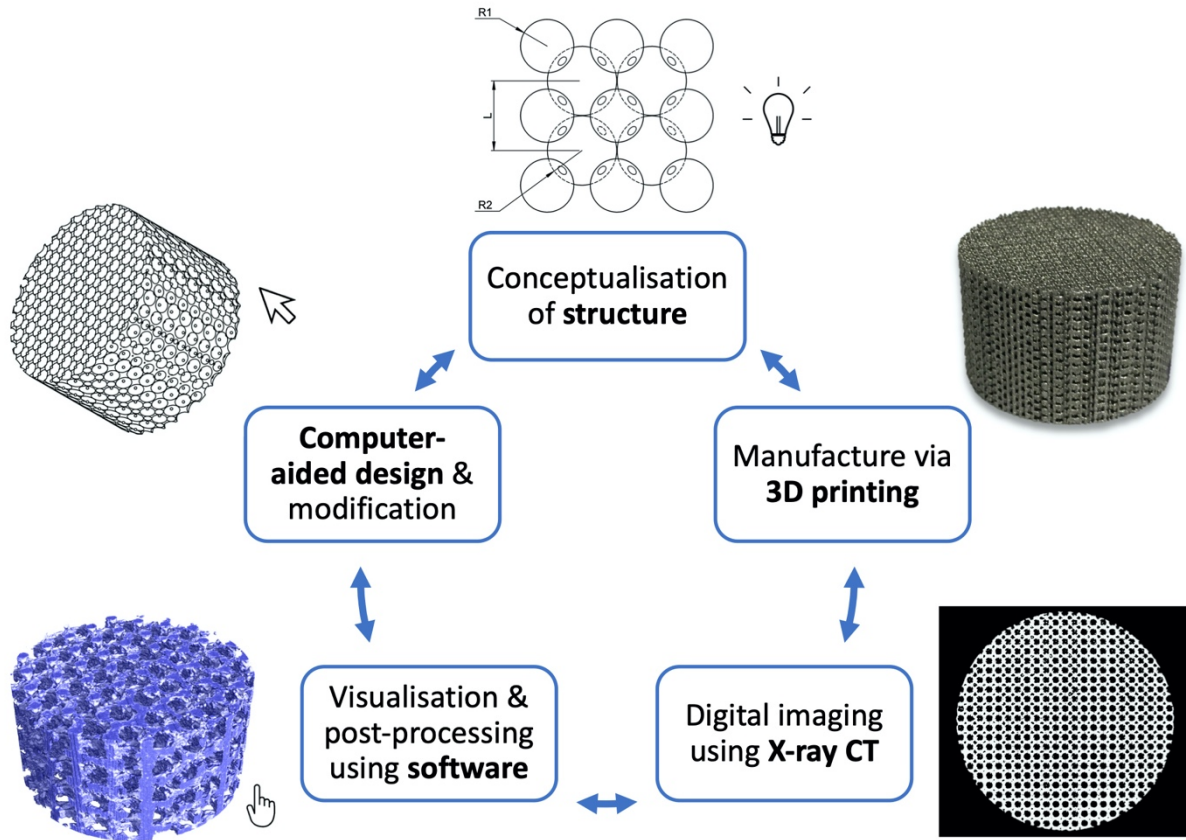 R1
L
R2
Conceptualisation
of structure
Computer-
aided design &
modification
Manufacture via
3D printing
Visualisation &
post-processing
using software
Digital imaging
using X-ray CT